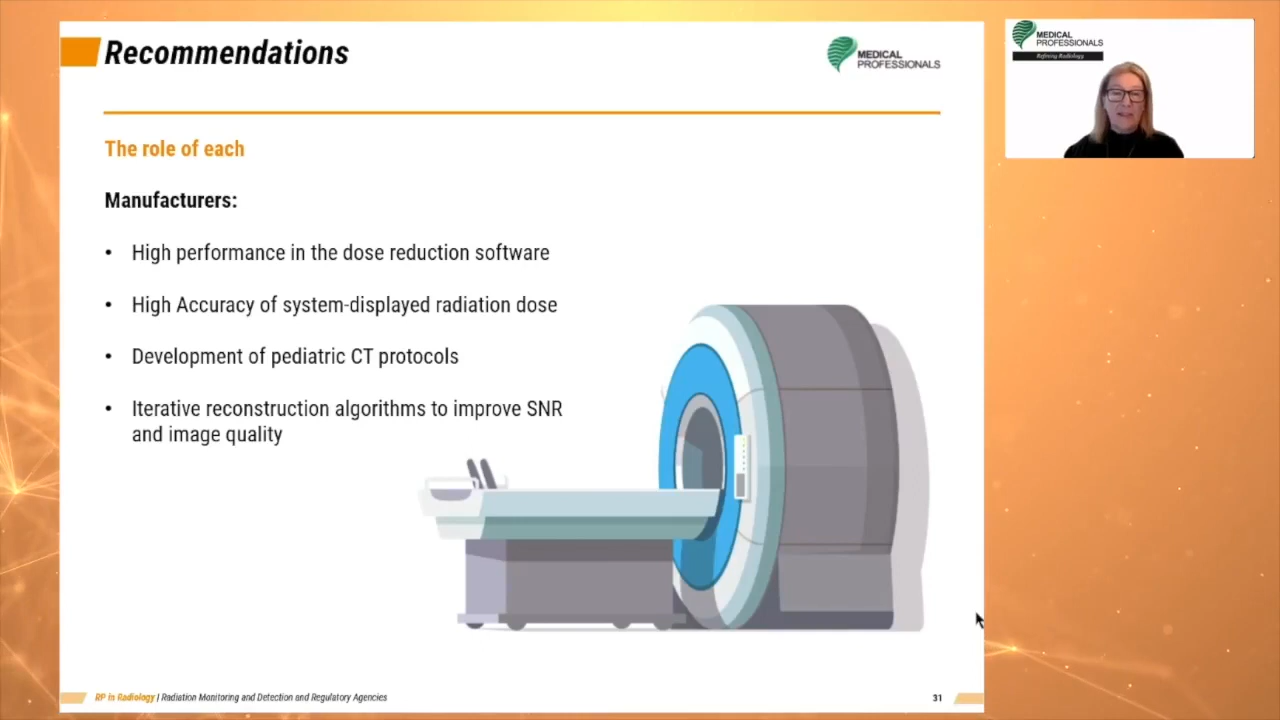 Recommendations
MEDICAL
PROFESSIONALS
MEDICAL
PROFESSIONALS
Refining Radiology
The role of each
Manufacturers:
• High performance in the dose reduction software
• High Accuracy of system-displayed radiation dose
• Development of pediatric CT protocols
• Iterative reconstruction algorithms to improve SNR
and image quality
RP in Radiology | Radiation Monitoring and Detection and Regulatory Agencies
31